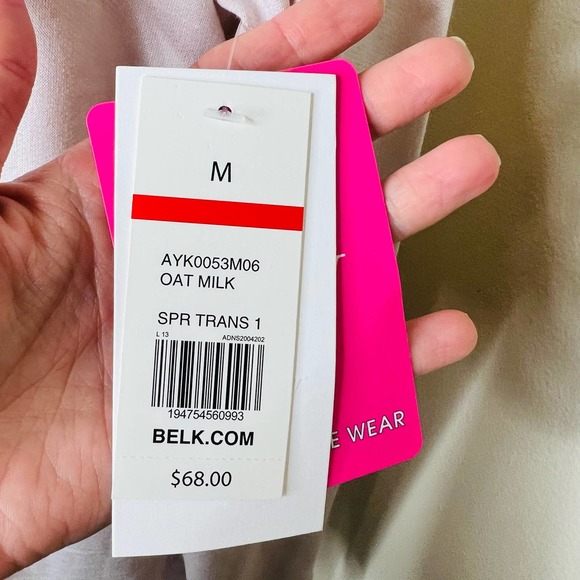 M
AYK0053M06
OAT MILK
SPR TRANS 1
L 13 ADNS2004202
194754560993
BELK.COM
$68.00
WEAR